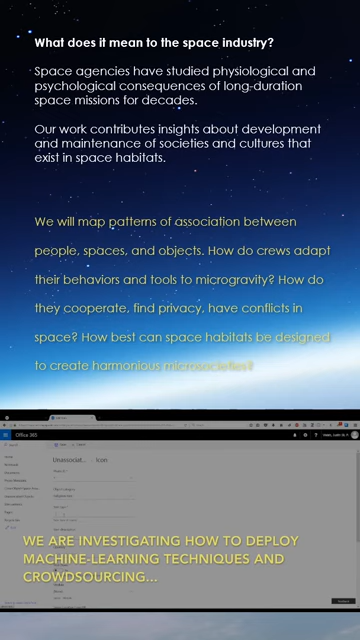 What does it mean to the space industry?
Space agencies have studied physiological and
psychological consequences of long-duration
space missions for decades.
Our work contributes insights about development
and maintenance of societies and cultures that
exist in space habitats.
We will map patterns of association between
people, spaces, and objects. How do crews adapt
their behaviors and tools to microgravity? How do
they cooperate, find privacy, have conflicts in
space? How best can space habitats be designed
to create harmonious microsocieties?
Office 365
Unassociat... Icon
WE ARE INVESTIGATING HOW TO DEPLOY
MACHINE-LEARNING TECHNIQUES AND
CROWDSOURCING...